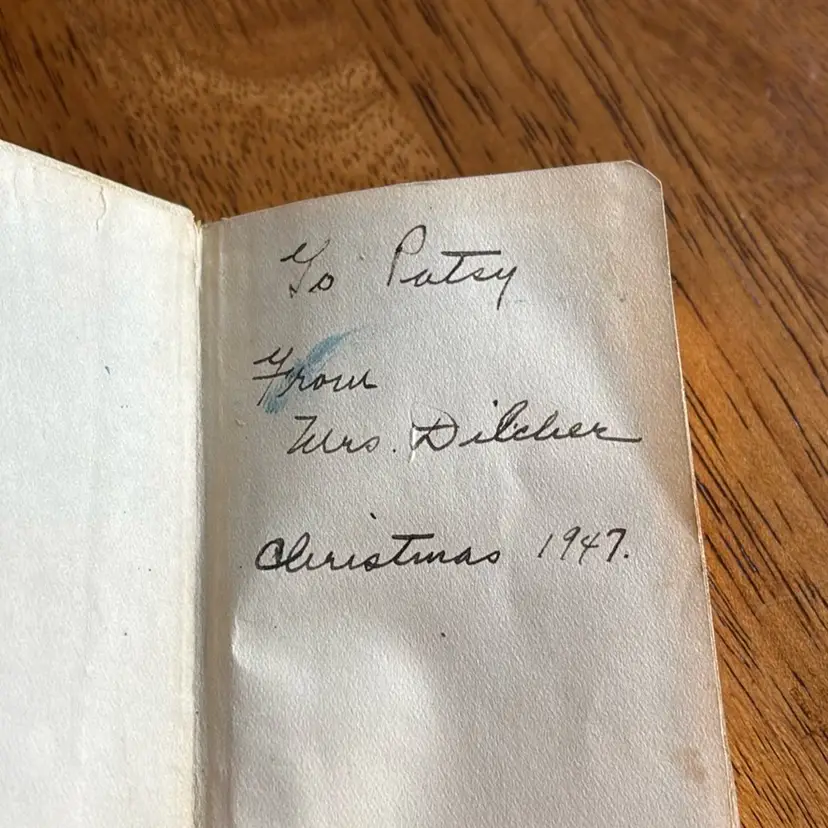 To Patsy
From
Mrs. Dilcher
Christmas 1947.